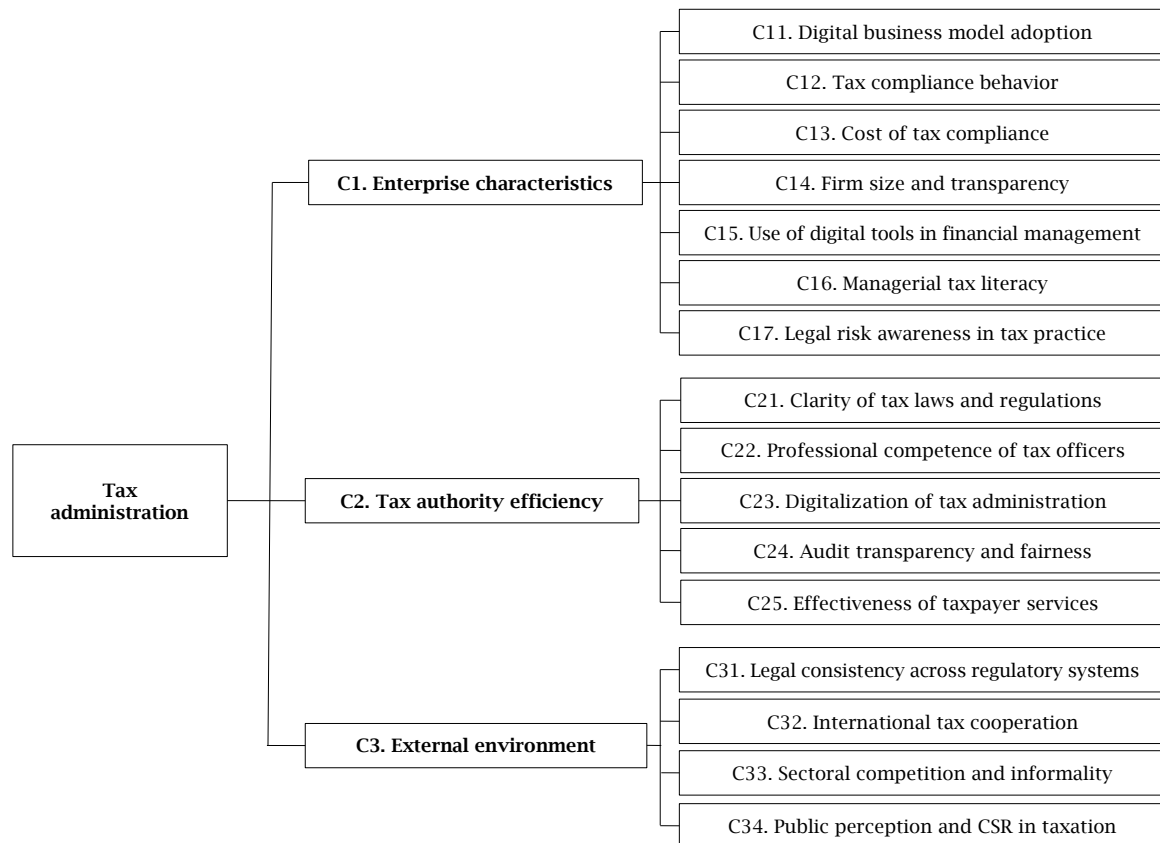 C11. Digital business model adoption
C12. Tax compliance behavior
C13. Cost of tax compliance
C1. Enterprise characteristics
C14. Firm size and transparency
C15. Use of digital tools in financial management
C16. Managerial tax literacy
C17. Legal risk awareness in tax practice
Tax
administration
C21. Clarity of tax laws and regulations
C22. Professional competence of tax officers
C2. Tax authority efficiency
C23. Digitalization of tax administration
C24. Audit transparency and fairness
C25. Effectiveness of taxpayer services
C31. Legal consistency across regulatory systems
C32. International tax cooperation
C3. External environment
C33. Sectoral competition and informality
C34. Public perception and CSR in taxation